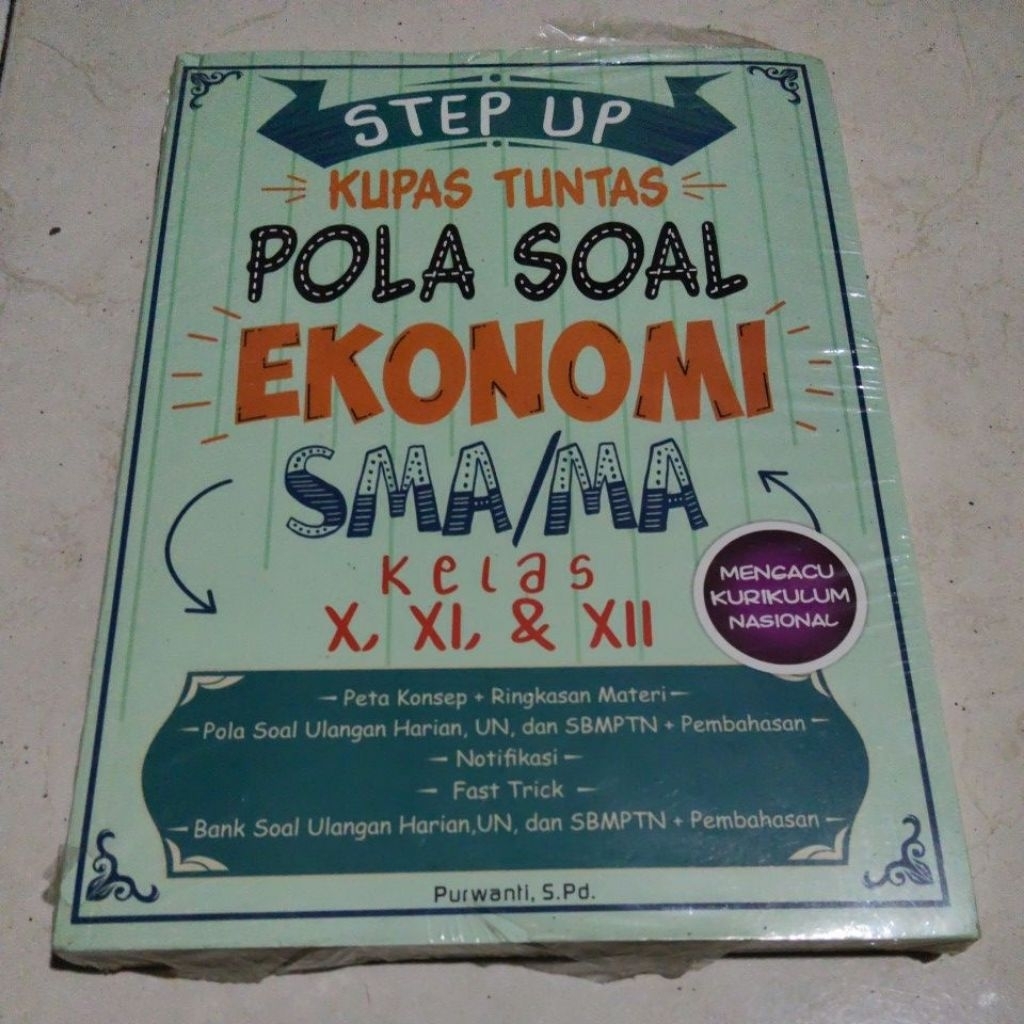 STEP UP
KUPAS TUNTAS
POLA SOAL
EKONOMI
SMA/MA
Kelas
X, XI, & XII
MENGACU
KURIKULUM
NASIONAL
— Peta Konsep + Ringkasan Materi —
— Pola Soal Ulangan Harian, UN, dan SBMPTN + Pembahasan —
— Notifikasi —
— Fast Trick —
— Bank Soal Ulangan Harian,UN, dan SBMPTN + Pembahasan —
Purwanti, S.Pd.